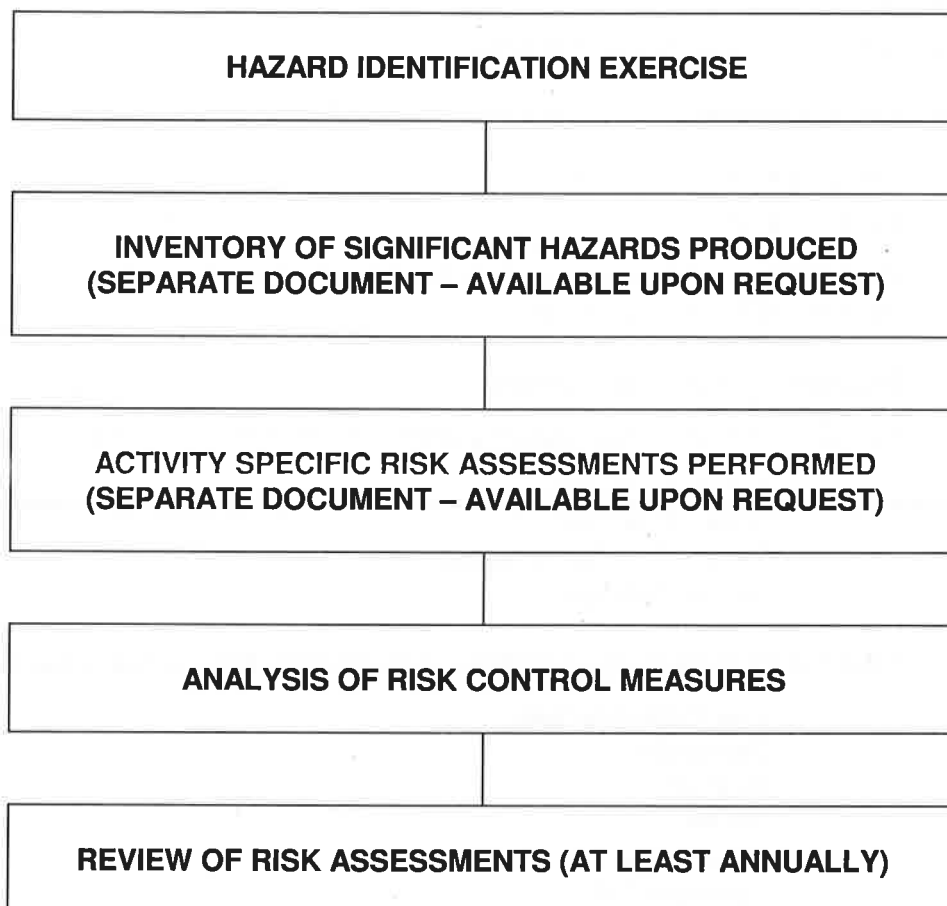 HAZARD IDENTIFICATION EXERCISE
INVENTORY OF SIGNIFICANT HAZARDS PRODUCED
(SEPARATE DOCUMENT – AVAILABLE UPON REQUEST)
ACTIVITY SPECIFIC RISK ASSESSMENTS PERFORMED
(SEPARATE DOCUMENT – AVAILABLE UPON REQUEST)
ANALYSIS OF RISK CONTROL MEASURES
REVIEW OF RISK ASSESSMENTS (AT LEAST ANNUALLY)